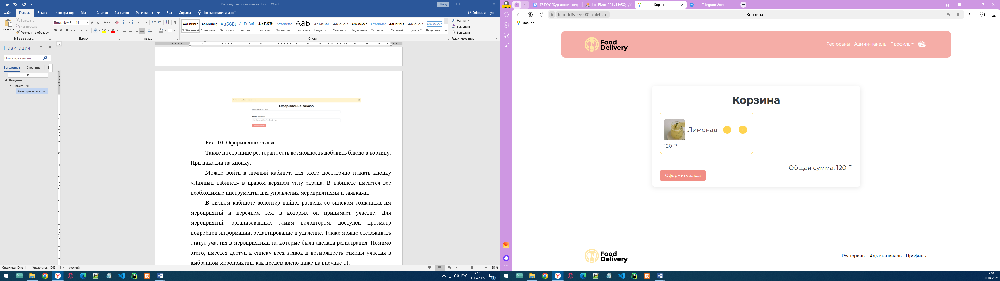 Руководство пользователя.docx - Word
Вход
Файл Главная Вставка Конструктор Макет Ссылки Рассылки Рецензирование Вид Справка Что вы хотите сделать? Общий доступ
Вставить
Вырезать
Копировать
Формат по образцу
Буфер обмена
Times New R 14
Ж К Ч
Шрифт
Абзац
АаБбВвГг, АаБбВвГг, АаБбВвГг АаБбВвГ АаБбВвГг, АаБбВвГг АаБбВвГг АаБбВвГг, АаБбВвГг АаБбВвГг
¶ Обычный ¶ Без инте... Заголово... Заголово... Заголово... Заголово... Заголовок Подзагол... Слабое в... Выделение Сильное... Строгий Цитата 2 Выделенн...
Стили
Найти
Заменить
Выделить
Редактирование
Навигация
Поиск в документе
Заголовки Страницы
Введение
Навигация
Регистрация и вход
Оформление заказа
Введите адрес доставки
Ваш заказ:
Оформить заказ
Рис. 10. Оформление заказа
Также на странице ресторана есть возможность добавить блюдо в корзину.
При нажатии на кнопку,
Можно войти в личный кабинет, для этого достаточно нажать кнопку
«Личный кабинет» в правом верхнем углу экрана. В кабинете имеются все
необходимые инструменты для управления мероприятиями и заявками.
В личном кабинете волонтер найдет разделы со списком созданных им
мероприятий и перечнем тех, в которых он принимает участие. Для
мероприятий, организованных самим волонтером, доступен просмотр
подробной информации, редактирование и удаление. Также можно отслеживать
статус участия в мероприятиях, на которые была сделана регистрация. Помимо
этого, имеется доступ к списку всех заявок и возможность отмены участия в
выбранном мероприятии, как представлено ниже на рисунке 11.
Страница 10 из 14 Число слов: 1042 русский
120 %
РУС
9:10
11.04.2025
Войти
4
ГБПОУ "Курганский педа
kpk45.ru:1501 / MySQL /
Корзина
Telegram Web
fooddelivery0902.kpk45.ru
Корзина
Главная
4
Food
Delivery
Рестораны Админ-панель Профиль
Корзина
Лимонад - 1 +
120 ₽
Общая сумма: 120 ₽
Оформить заказ
Food
Delivery
Рестораны Админ-панель Профиль
9:10
11.04.2025